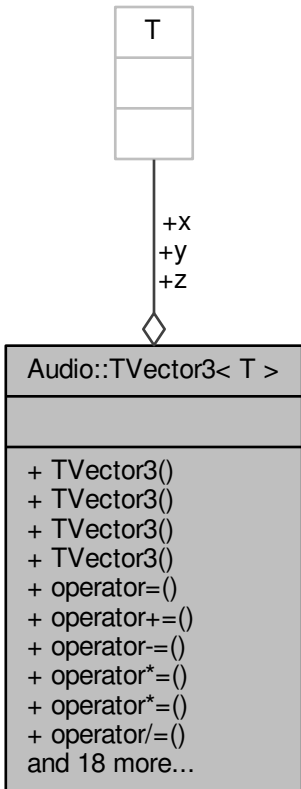 T
+x
+y
+z
Audio::TVector3< T >
+ TVector3()
+ TVector3()
+ TVector3()
+ TVector3()
+ operator=()
+ operator+=()
+ operator-=()
+ operator*=()
+ operator*=()
+ operator/=()
and 18 more...